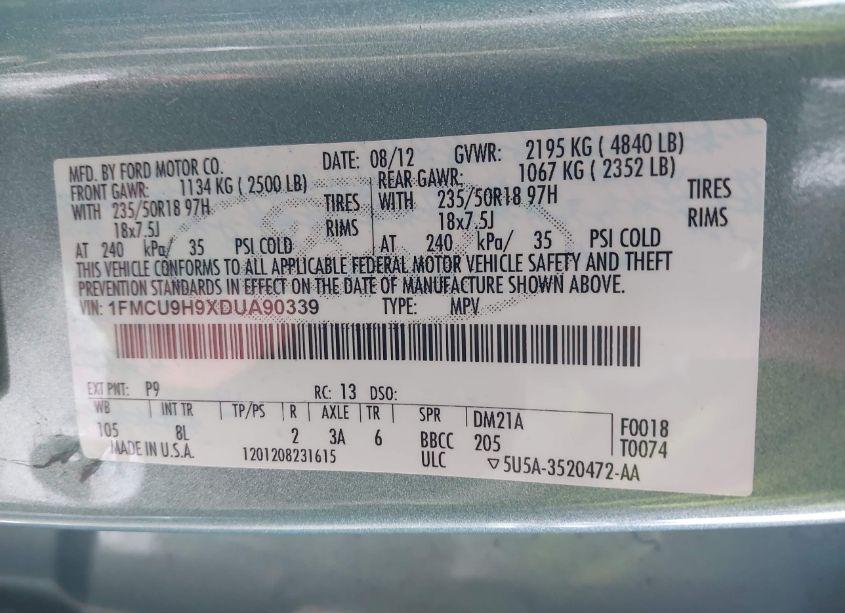 MFD. BY FORD MOTOR CO. DATE: 08/12 GVWR: 2195 KG ( 4840 LB)
FRONT GAWR: 1134 KG ( 2500 LB) REAR GAWR: 1067 KG ( 2352 LB)
WITH 235/50R18 97H TIRES WITH 235/50R18 97H TIRES
18x7.5J RIMS 18x7.5J RIMS
AT 240 kPa/ 35 PSI COLD AT 240 kPa/ 35 PSI COLD
THIS VEHICLE CONFORMS TO ALL APPLICABLE FEDERAL MOTOR VEHICLE SAFETY AND THEFT
PREVENTION STANDARDS IN EFFECT ON THE DATE OF MANUFACTURE SHOWN ABOVE.
VIN: 1FMCU9H9XDUA90339 TYPE: MPV
EXT PNT: P9 RC: 13 DSO:
WB INT TR TP/PS R AXLE TR SPR DM21A F0018
105 8L 2 3A 6 BBCC 205 T0074
MADE IN U.S.A. 1201208231615 ULC ▽5U5A-3520472-AA